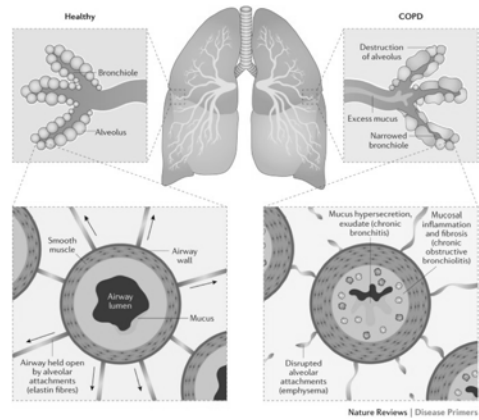 Healthy
COPD
Bronchiole
Alveolus
Destruction
of alveolus
Excess mucus
Narrowed
bronchiole
Smooth
muscle
Airway
wall
Airway
lumen
Mucus
Airway held open
by alveolar
attachments
(elastin fibres)
Mucus hypersecretion,
exudate (chronic
bronchitis)
Mucosal
inflammation
and fibrosis
(chronic
obstructive
bronchiolitis)
Disrupted
alveolar
attachments
(emphysema)
Nature Reviews | Disease Primers